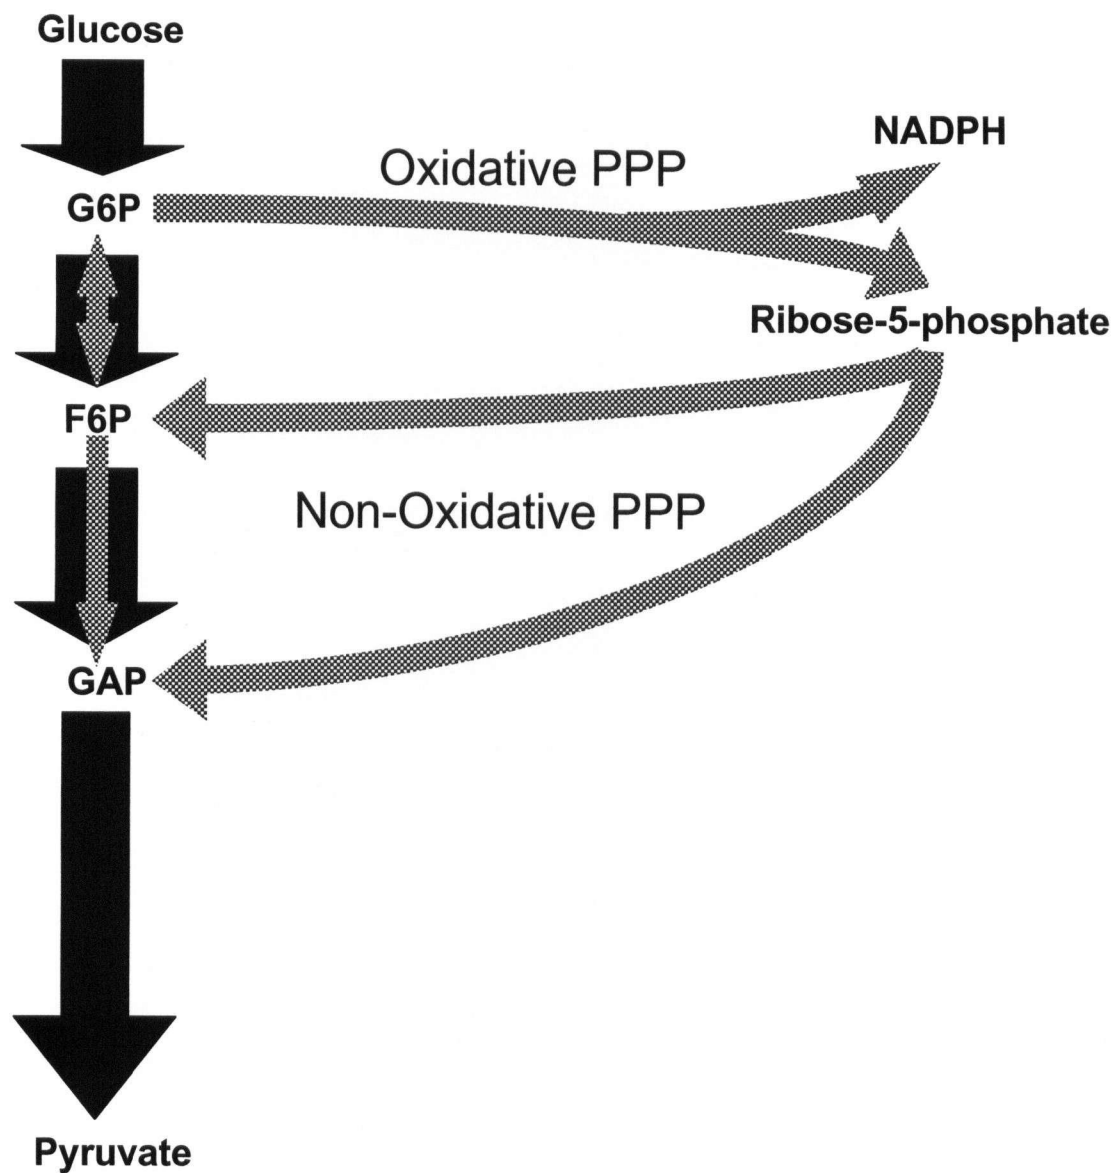 Glucose
NADPH
Oxidative PPP
G6P
Ribose-5-phosphate
F6P
Non-Oxidative PPP
GAP
Pyruvate